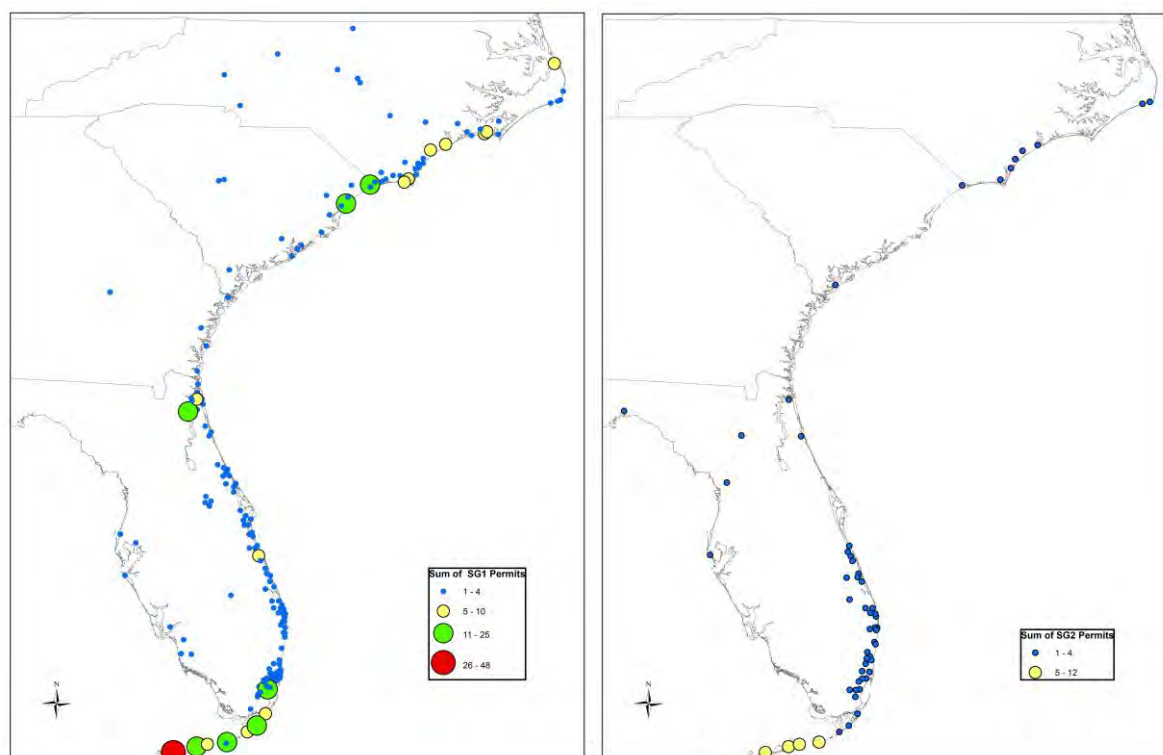 Sum of SG1 Permits
1 - 4
5 - 10
11 - 25
26 - 48
N
Sum of SG2 Permits
1 - 4
5 - 12
N